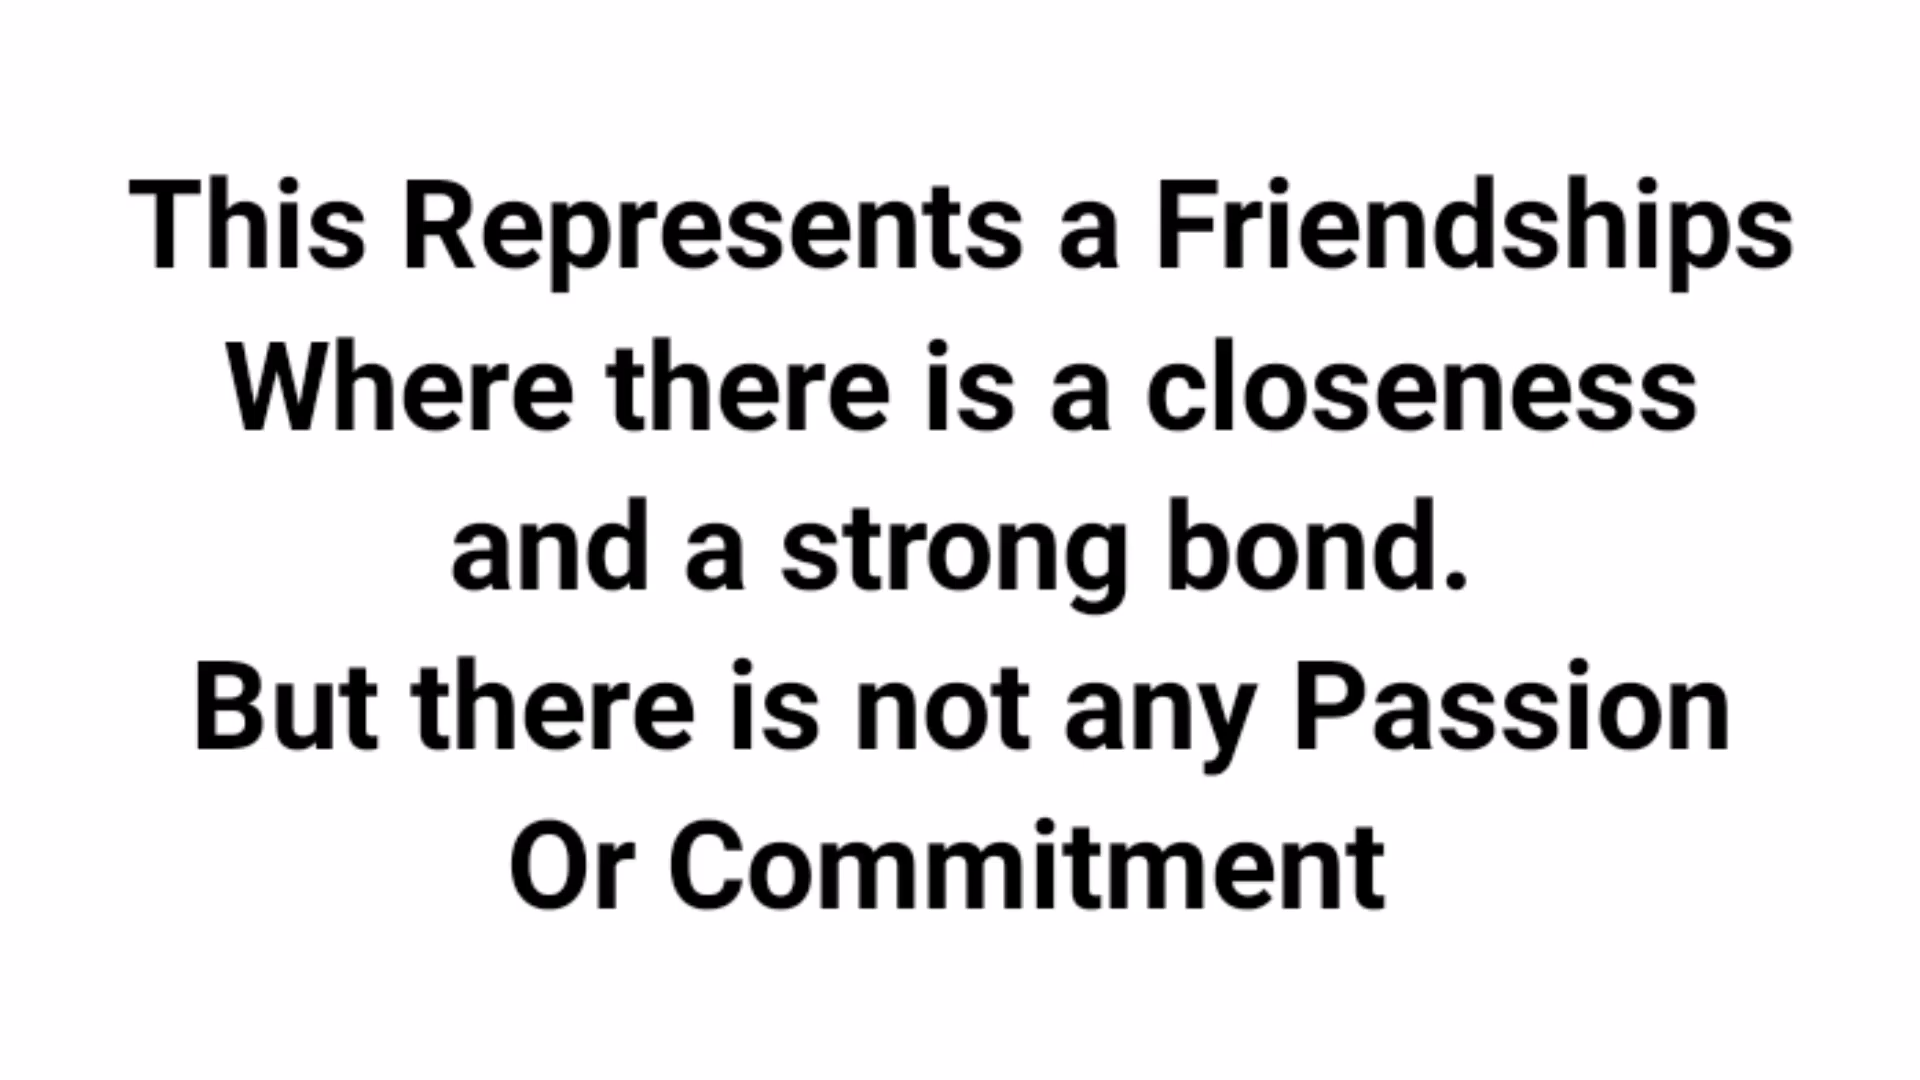 This Represents a Friendships
Where there is a closeness
and a strong bond.
But there is not any Passion
Or Commitment